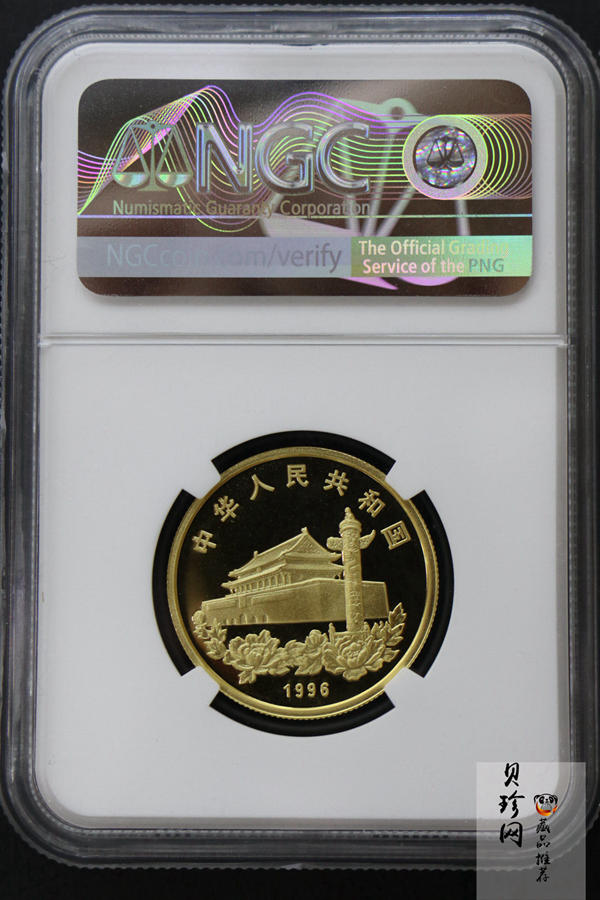 NGC
Numismatic Guaranty Corporation
NGCcoin.com/verify
The Official Grading
Service of the PNG
中华人民共和国
1996
贝珍网
藏品推荐